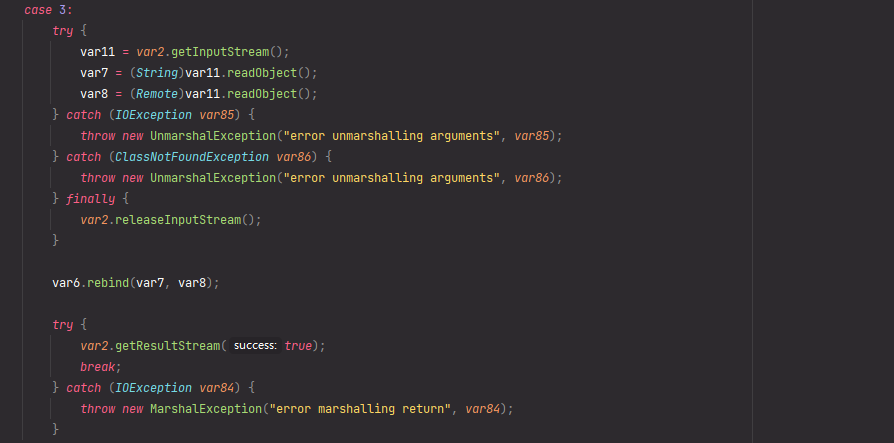 case 3:
try {
var11 = var2.getInputStream();
var7 = (String)var11.readObject();
var8 = (Remote)var11.readObject();
} catch (IOException var85) {
throw new UnmarshalException("error unmarshalling arguments", var85);
} catch (ClassNotFoundException var86) {
throw new UnmarshalException("error unmarshalling arguments", var86);
} finally {
var2.releaseInputStream();
}
var6.rebind(var7, var8);
try {
var2.getResultStream( success: true);
break;
} catch (IOException var84) {
throw new MarshalException("error marshalling return", var84);
}